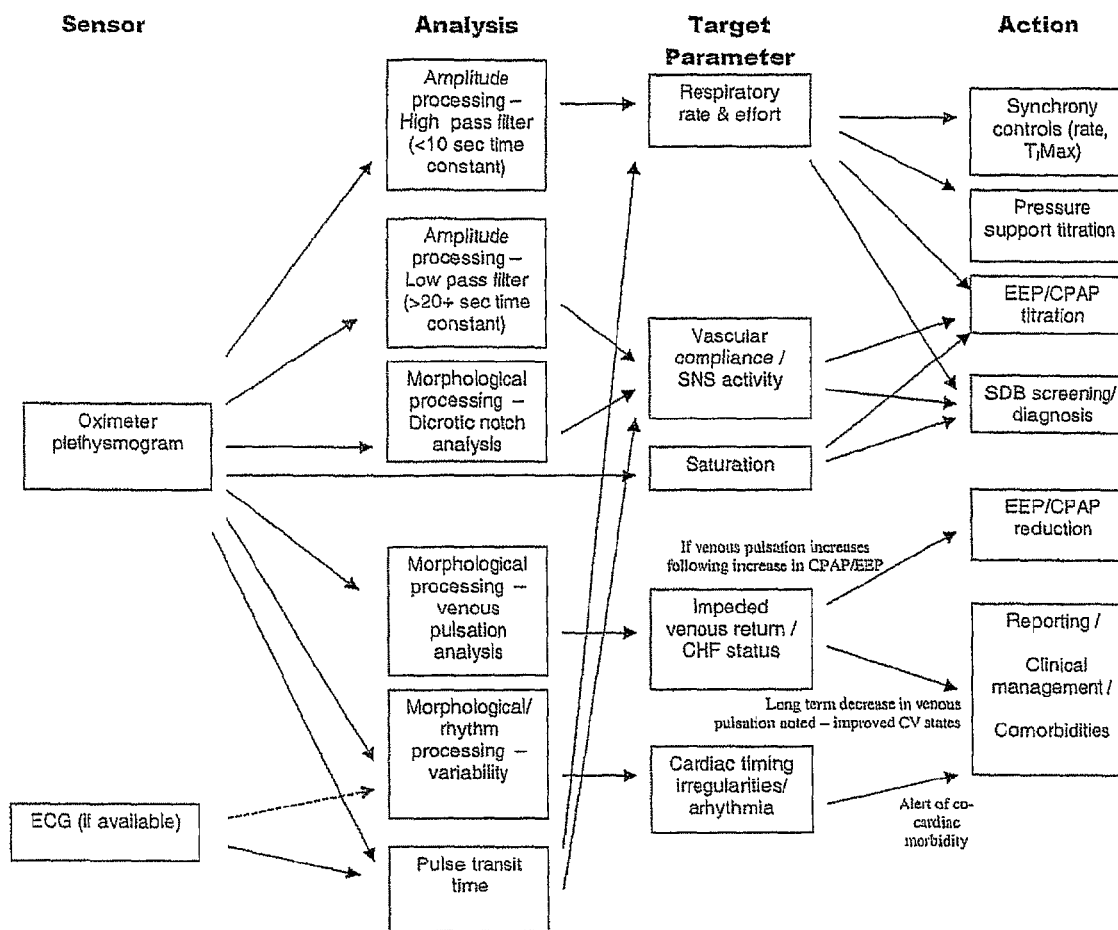 Sensor
Analysis
Target
Parameter
Action
Amplitude
processing –
High pass filter
(<10 sec time
constant)
Amplitude
processing –
Low pass filter
(>20+ sec time
constant)
Morphological
processing –
Dicrotic notch
analysis
Oximeter
plethysmogram
Morphological
processing –
venous
pulsation
analysis
Morphological/
rhythm
processing –
variability
ECG (if available)
Pulse transit
time
Respiratory
rate & effort
Vascular
compliance /
SNS activity
Saturation
If venous pulsation increases
following increase in CPAP/EEP
Impeded
venous return /
CHF status
Long term decrease in venous
pulsation noted – improved CV states
Cardiac timing
irregularities/
arhythmia
Alert of co-
cardiac
morbidity
Synchrony
controls (rate,
TiMax)
Pressure
support titration
EEP/CPAP
titration
SDB screening/
diagnosis
EEP/CPAP
reduction
Reporting /
Clinical
management /
Comorbidities